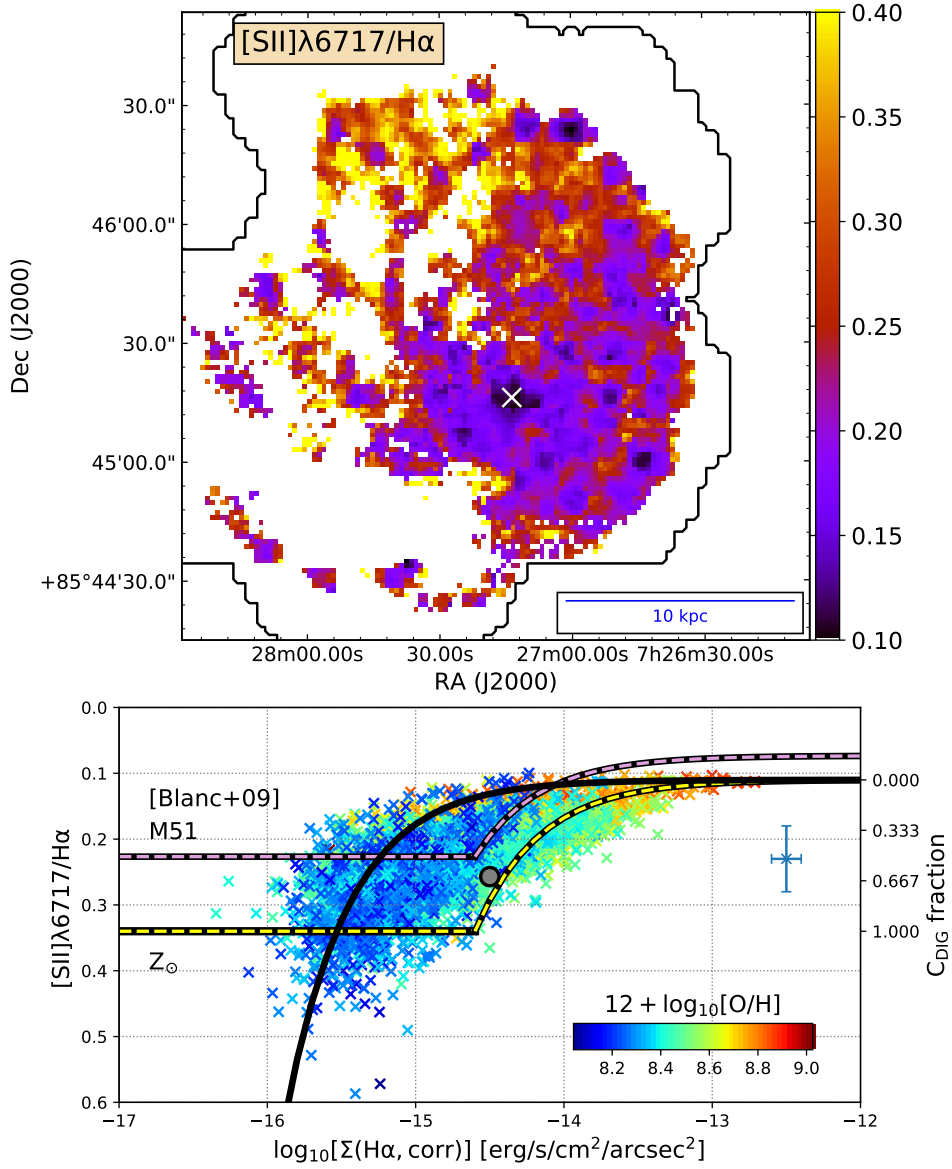 [SII]λ6717/Hα
0.40
0.35
0.30
0.25
0.20
0.15
0.10
30.0"
46'00.0"
30.0"
45'00.0"
+85°44'30.0"
Dec (J2000)
10 kpc
28m00.00s 30.00s 27m00.00s 7h26m30.00s
RA (J2000)
0.0
0.1
0.2
0.3
0.4
0.5
0.6
[SII]λ6717/Hα
[Blanc+09]
M51
Z⊙
12 + log₁₀[O/H]
8.2 8.4 8.6 8.8 9.0
0.000
0.333
0.667
1.000
C_DIG fraction
−17 −16 −15 −14 −13 −12
log₁₀[Σ(Hα, corr)] [erg/s/cm²/arcsec²]